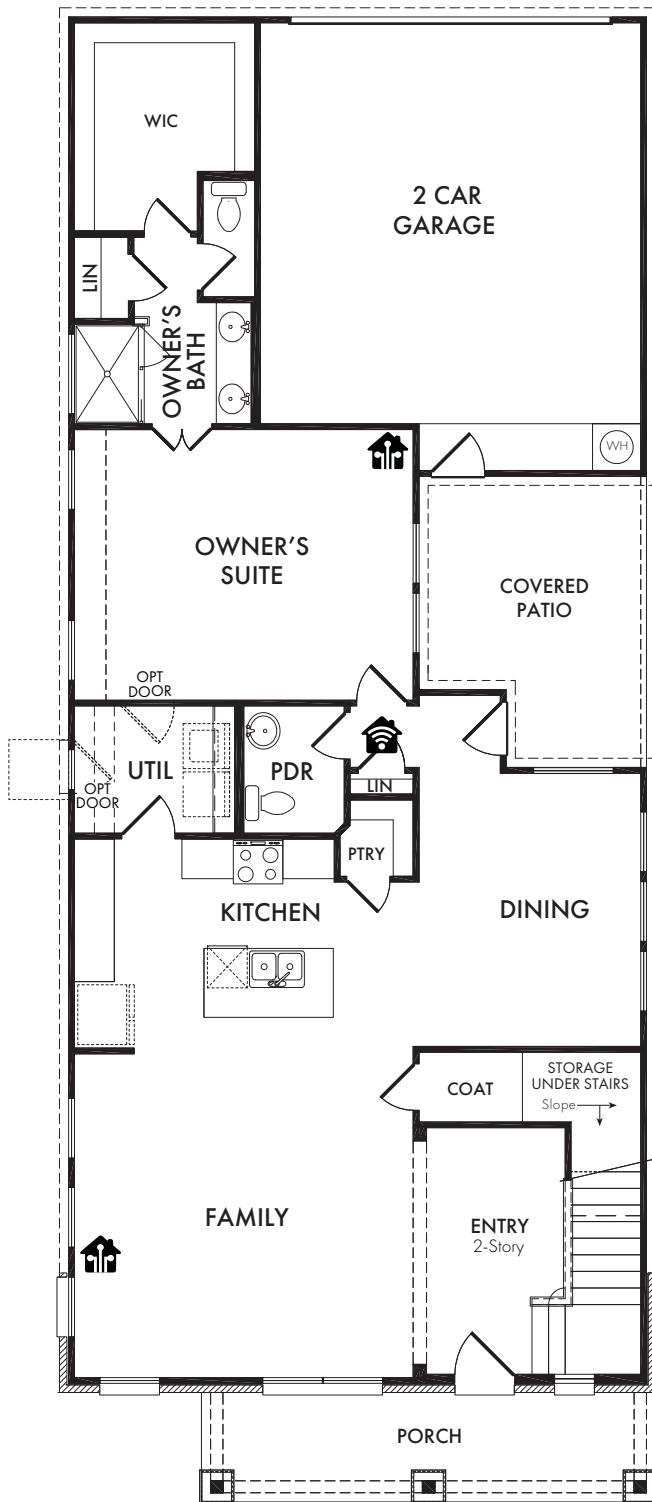 WIC
2 CAR
GARAGE
LIN
OWNER'S
BATH
WH
OWNER'S
SUITE
COVERED
PATIO
OPT
DOOR
UTIL
PDR
OPT
DOOR
LIN
PTRY
KITCHEN
DINING
COAT
STORAGE
UNDER STAIRS
Slope
FAMILY
ENTRY
2-Story
PORCH